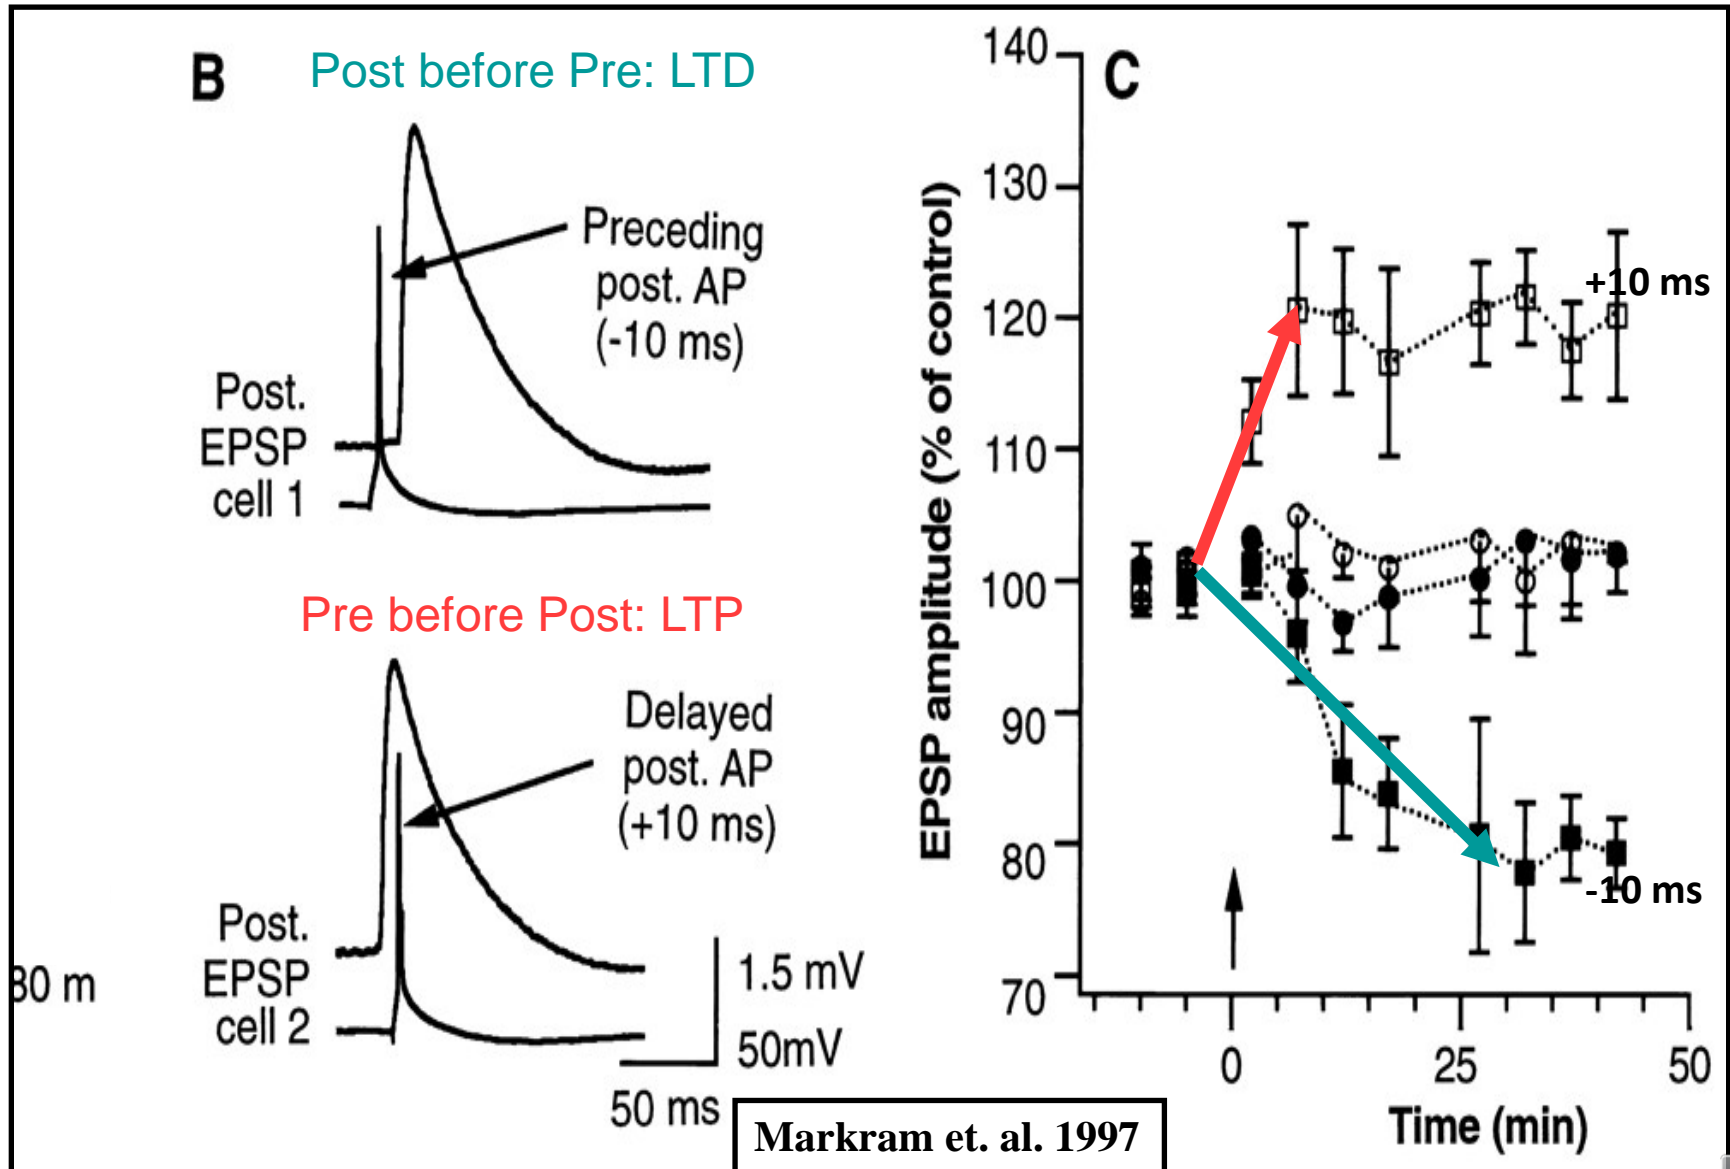 B
Post before Pre: LTD
Preceding
post. AP
(-10 ms)
Post.
EPSP
cell 1
Pre before Post: LTP
Delayed
post. AP
(+10 ms)
Post.
EPSP
cell 2
1.5 mV
50mV
50 ms
80 m
C
EPSP amplitude (% of control)
140
130
120
110
100
90
80
70
+10 ms
-10 ms
0
25
50
Time (min)
Markram et. al. 1997